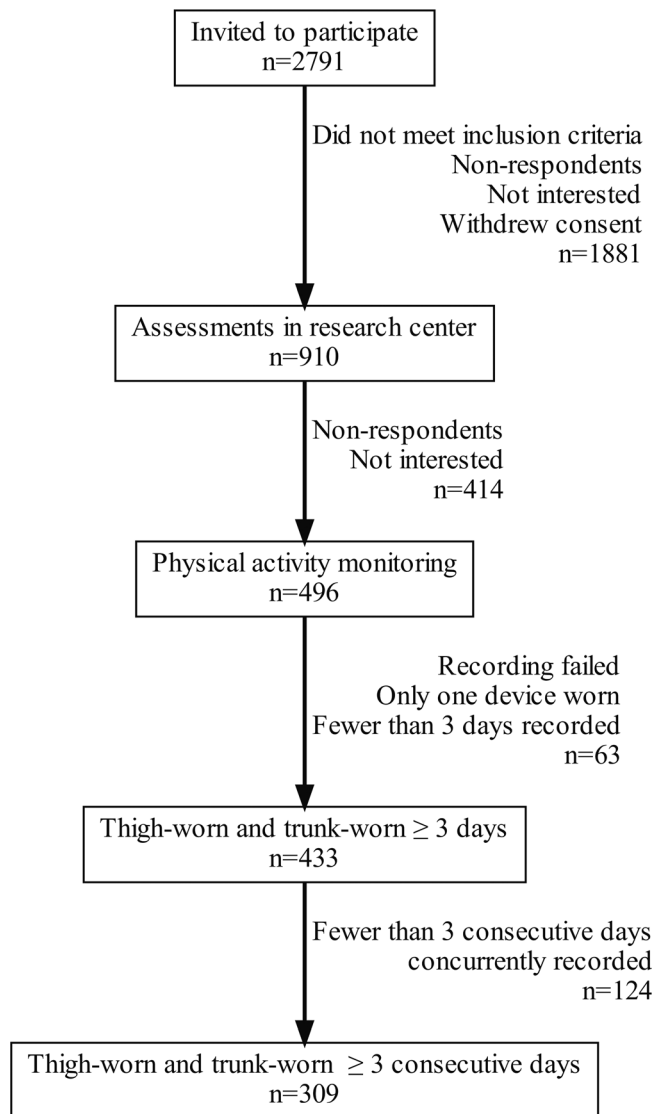 Invited to participate
n=2791
Did not meet inclusion criteria
Non-respondents
Not interested
Withdrew consent
n=1881
Assessments in research center
n=910
Non-respondents
Not interested
n=414
Physical activity monitoring
n=496
Recording failed
Only one device worn
Fewer than 3 days recorded
n=63
Thigh-worn and trunk-worn ≥ 3 days
n=433
Fewer than 3 consecutive days
concurrently recorded
n=124
Thigh-worn and trunk-worn ≥ 3 consecutive days
n=309